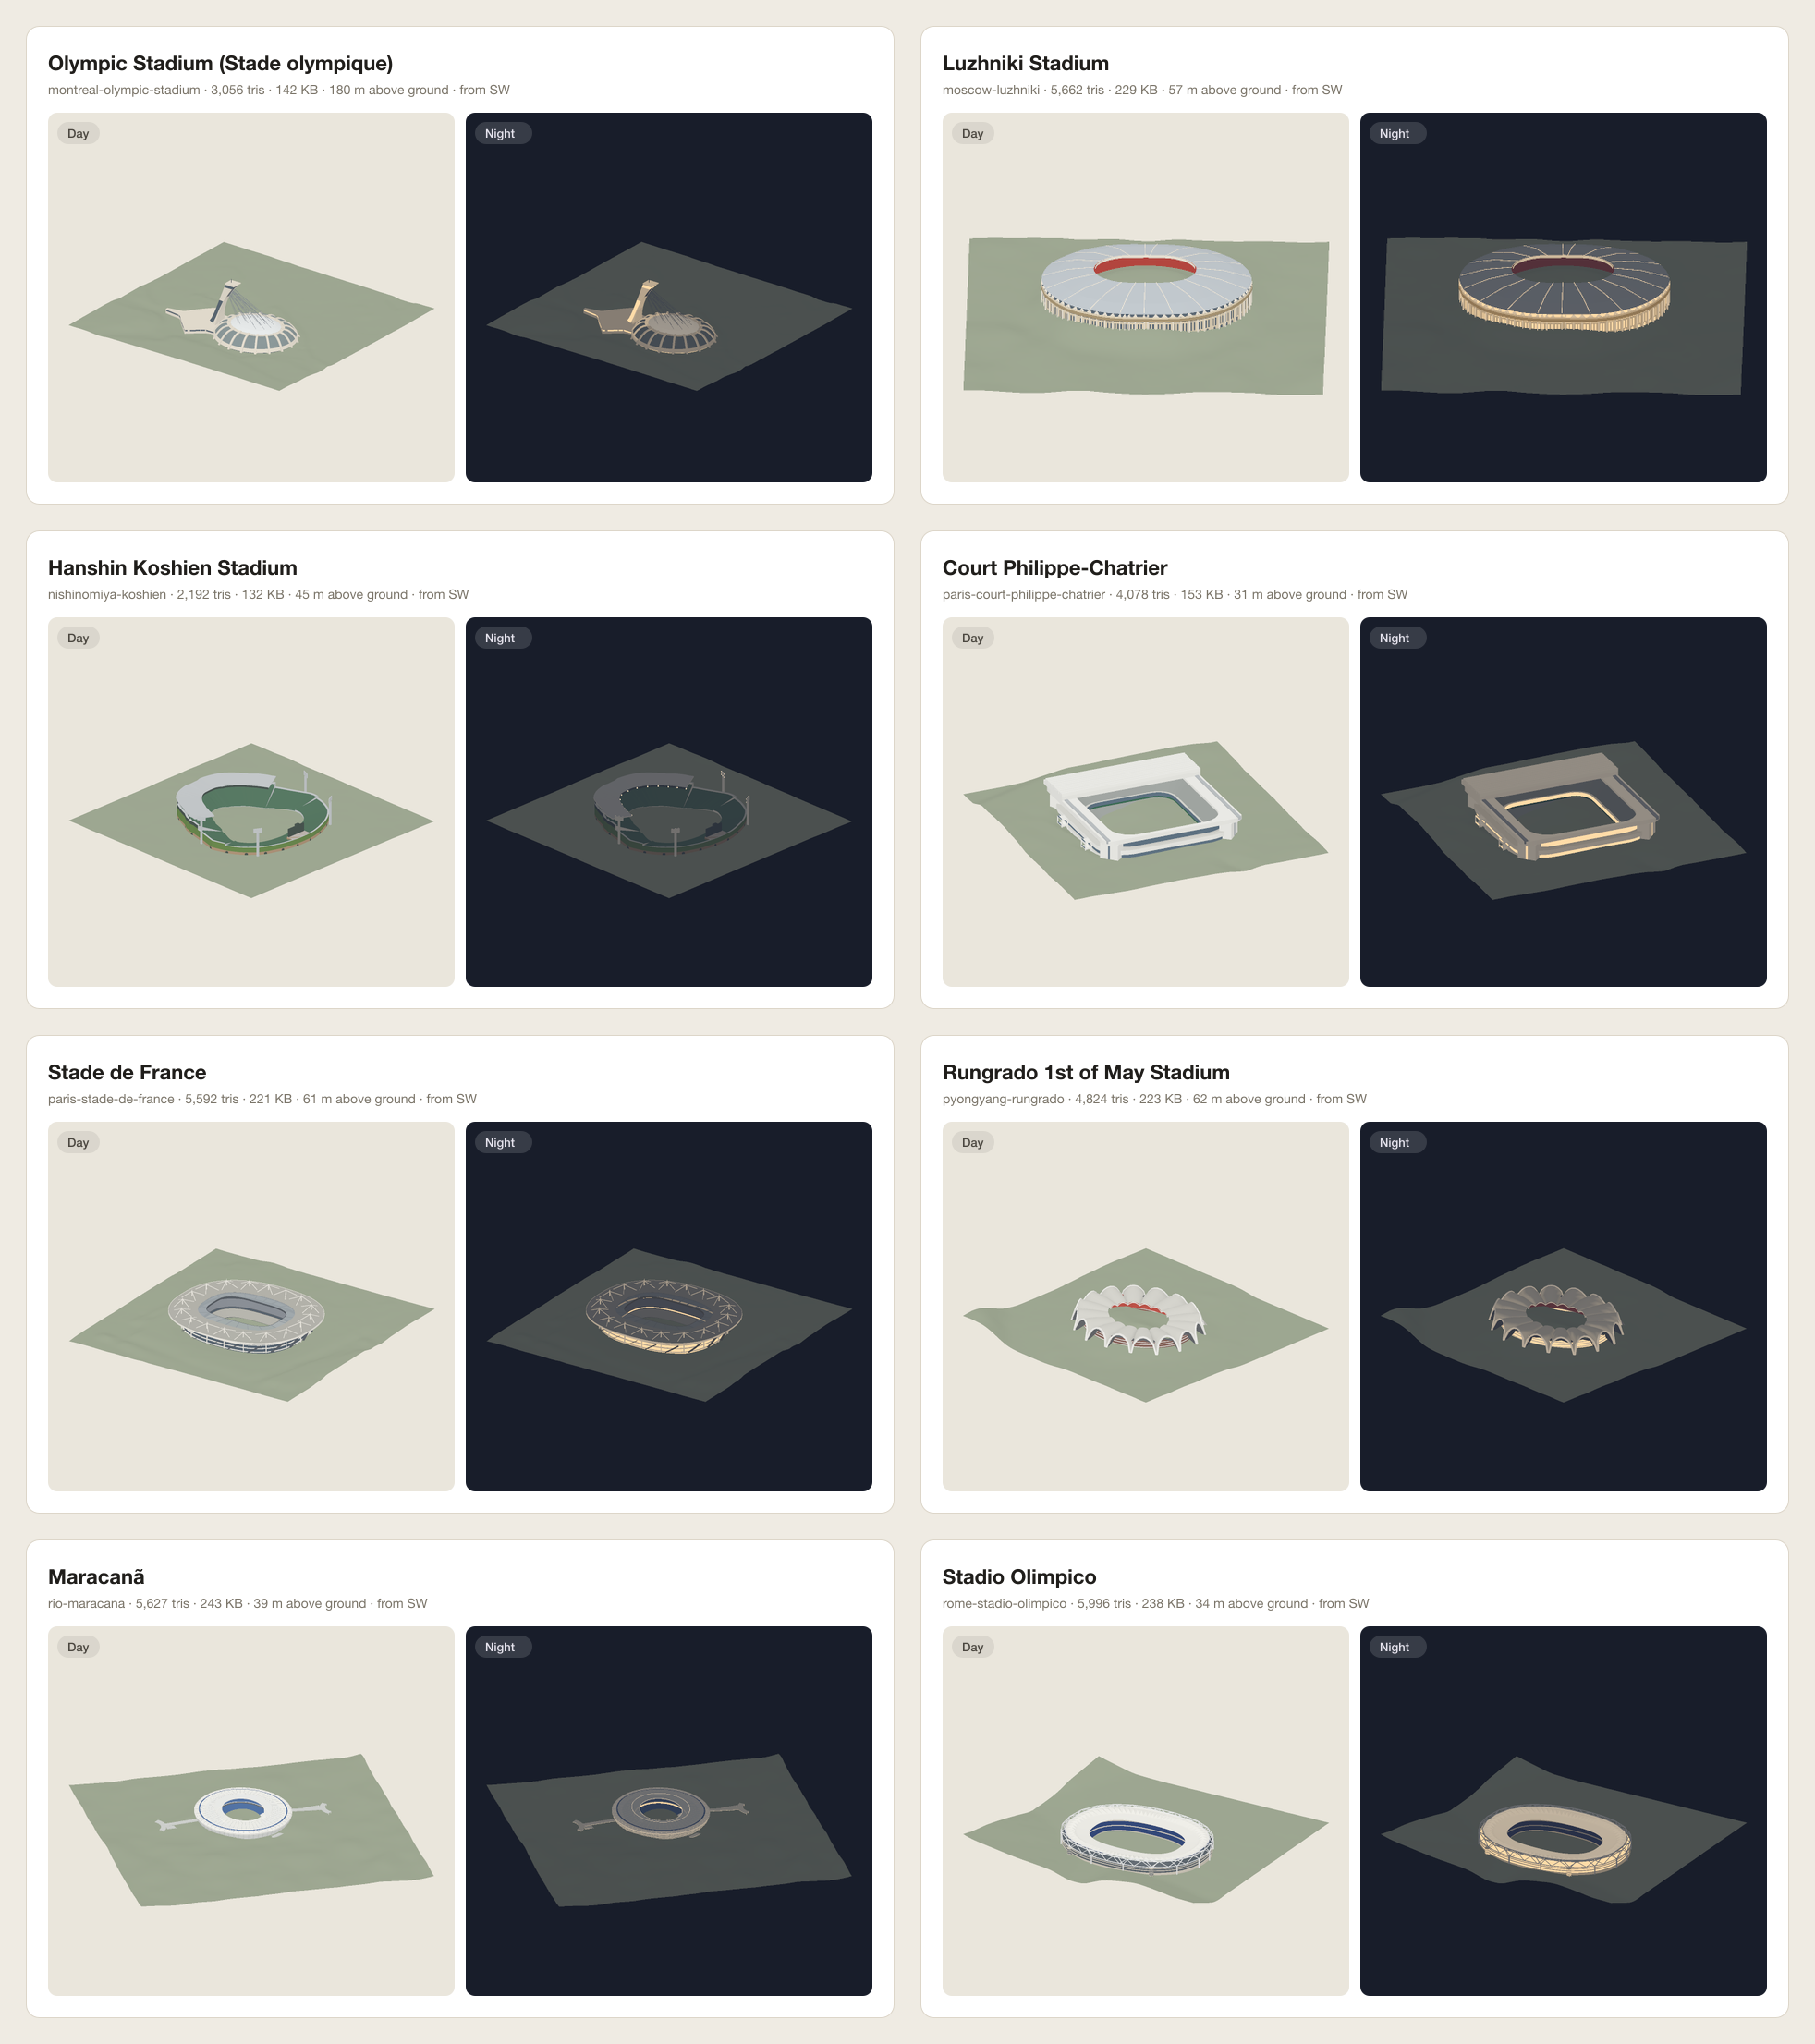 Olympic Stadium (Stade olympique)
montreal-olympic-stadium · 3,056 tris · 142 KB · 180 m above ground · from SW
Day
Night
Luzhniki Stadium
moscow-luzhniki · 5,662 tris · 229 KB · 57 m above ground · from SW
Day
Night
Hanshin Koshien Stadium
nishinomiya-koshien · 2,192 tris · 132 KB · 45 m above ground · from SW
Day
Night
Court Philippe-Chatrier
paris-court-philippe-chatrier · 4,078 tris · 153 KB · 31 m above ground · from SW
Day
Night
Stade de France
paris-stade-de-france · 5,592 tris · 221 KB · 61 m above ground · from SW
Day
Night
Rungrado 1st of May Stadium
pyongyang-rungrado · 4,824 tris · 223 KB · 62 m above ground · from SW
Day
Night
Maracanã
rio-maracana · 5,627 tris · 243 KB · 39 m above ground · from SW
Day
Night
Stadio Olimpico
rome-stadio-olimpico · 5,996 tris · 238 KB · 34 m above ground · from SW
Day
Night